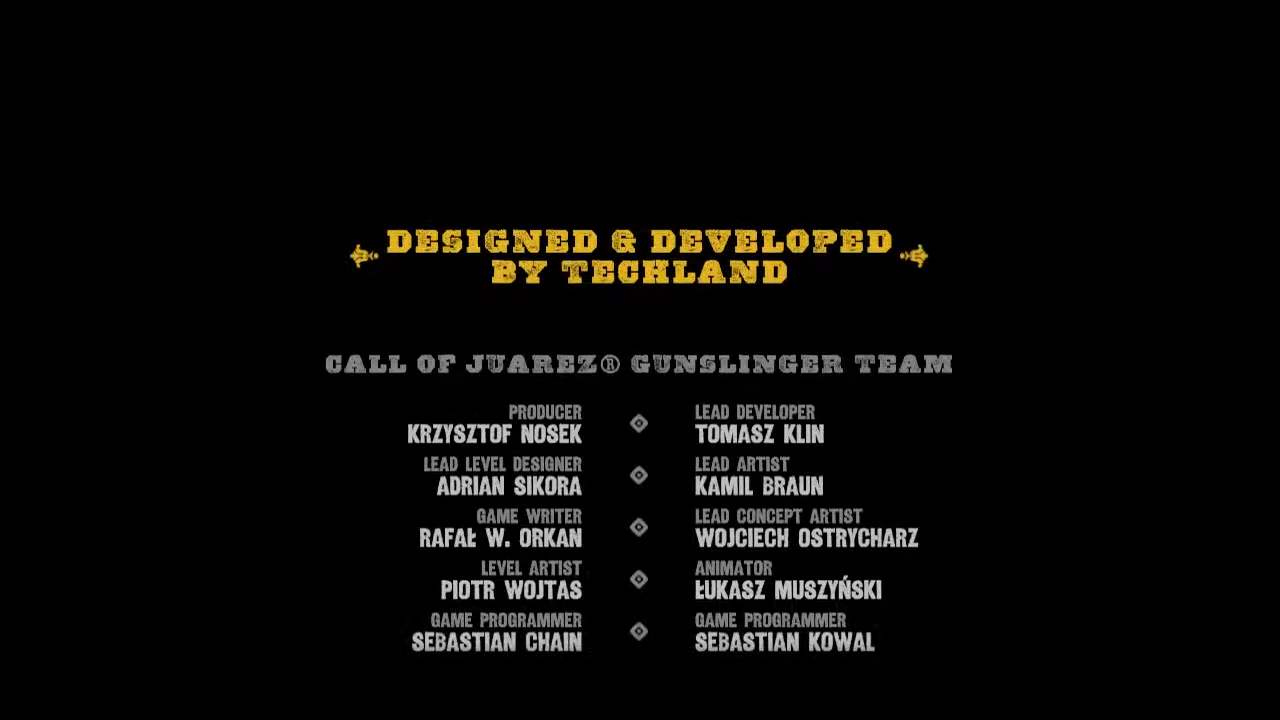 DESIGNED & DEVELOPED
BY TECHLAND
CALL OF JUAREZ® GUNSLINGER TEAM
PRODUCER
KRZYSZTOF NOSEK
LEAD DEVELOPER
TOMASZ KLIN
LEAD LEVEL DESIGNER
ADRIAN SIKORA
LEAD ARTIST
KAMIL BRAUN
GAME WRITER
RAFAŁ W. ORKAN
LEAD CONCEPT ARTIST
WOJCIECH OSTRYCHARZ
LEVEL ARTIST
PIOTR WOJTAS
ANIMATOR
ŁUKASZ MUSZYŃSKI
GAME PROGRAMMER
SEBASTIAN CHAIN
GAME PROGRAMMER
SEBASTIAN KOWAL